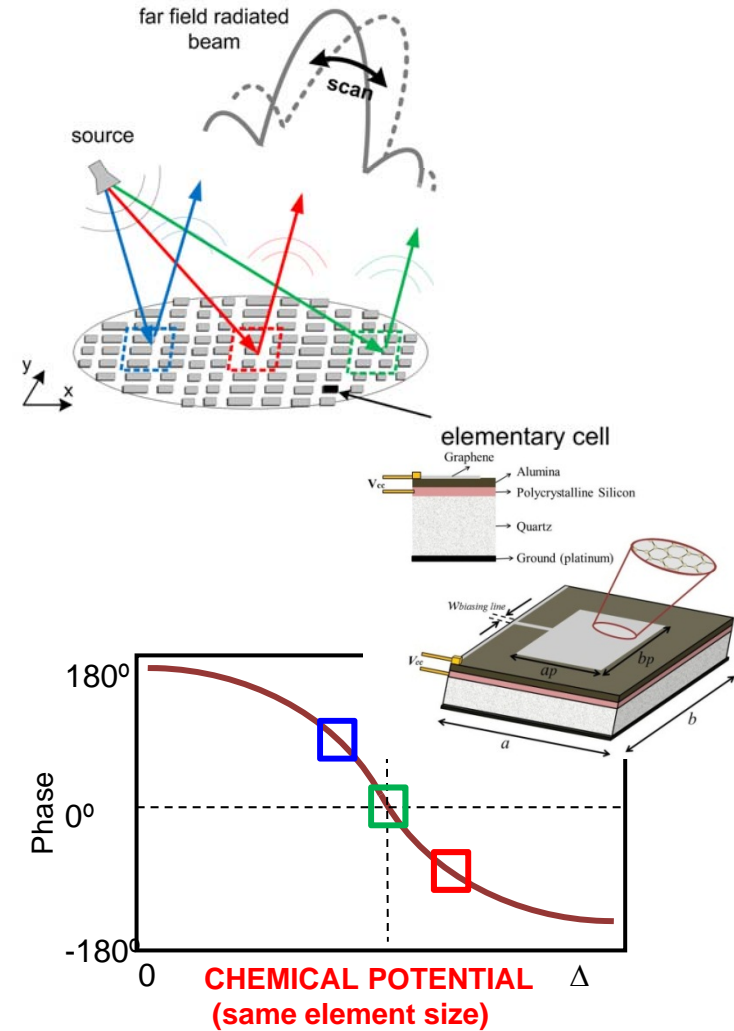 far field radiated
beam
scan
source
y
x
elementary cell
Graphene
Vcc
Alumina
Polycrystalline Silicon
Quartz
Ground (platinum)
Wbiasing line
Vcc
ap
bp
a
b
180º
0º
-180º
Phase
0
CHEMICAL POTENTIAL
Δ
(same element size)